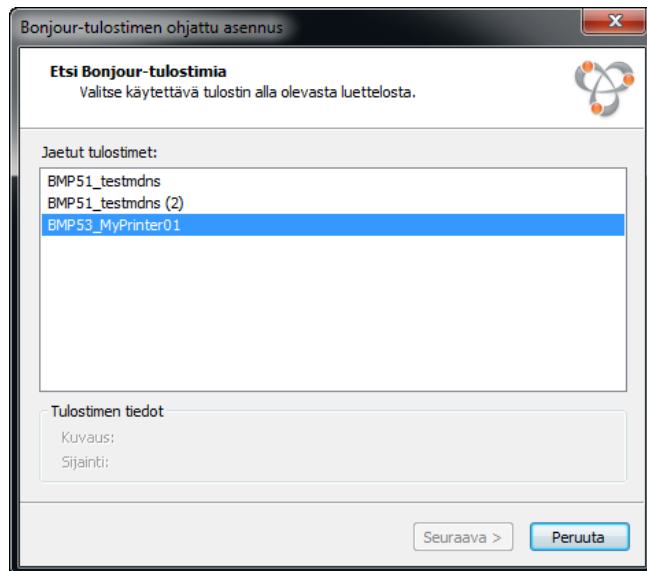 Bonjour-tulostimen ohjattu asennus
Etsi Bonjour-tulostimia
Valitse käytettävä tulostin alla olevasta luettelosta.
Jaetut tulostimet:
BMP51_testmdns
BMP51_testmdns (2)
BMP53_MyPrinter01
Tulostimen tiedot
Kuvaus:
Sijainti:
Seuraava > Peruuta